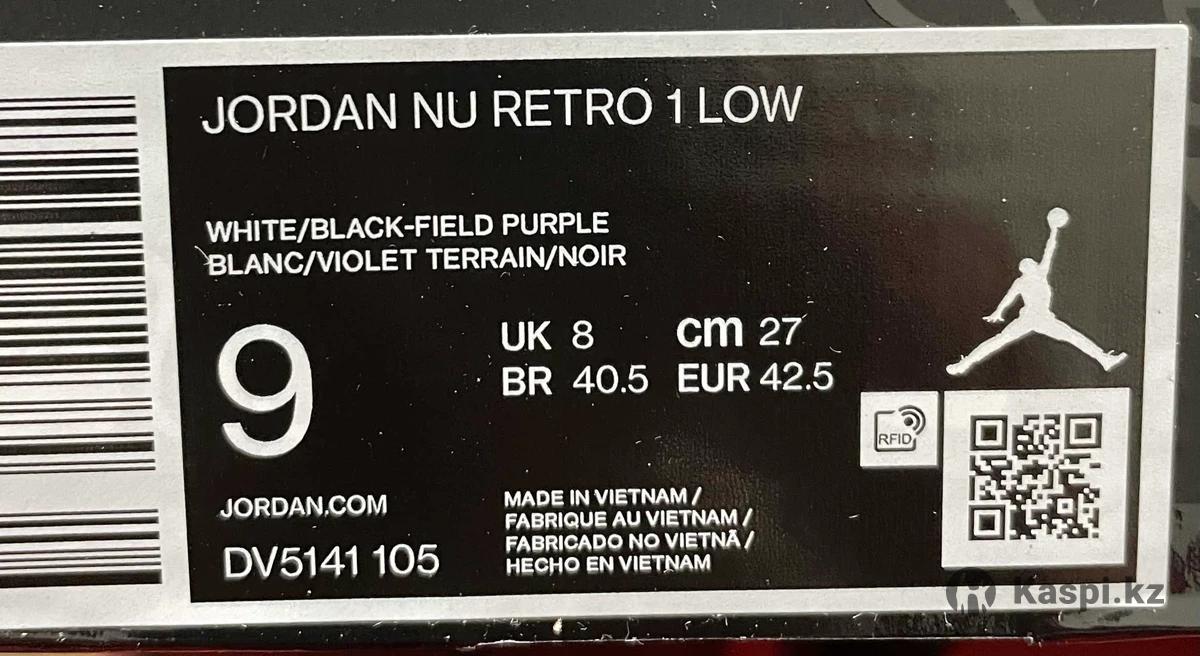 JORDAN NU RETRO 1 LOW
WHITE/BLACK-FIELD PURPLE
BLANC/VIOLET TERRAIN/NOIR
9
UK 8 cm 27
BR 40.5 EUR 42.5
RFID
JORDAN.COM
DV5141 105
MADE IN VIETNAM /
FABRIQUE AU VIETNAM /
FABRICADO NO VIETNÃ /
HECHO EN VIETNAM
Kaspi.kz